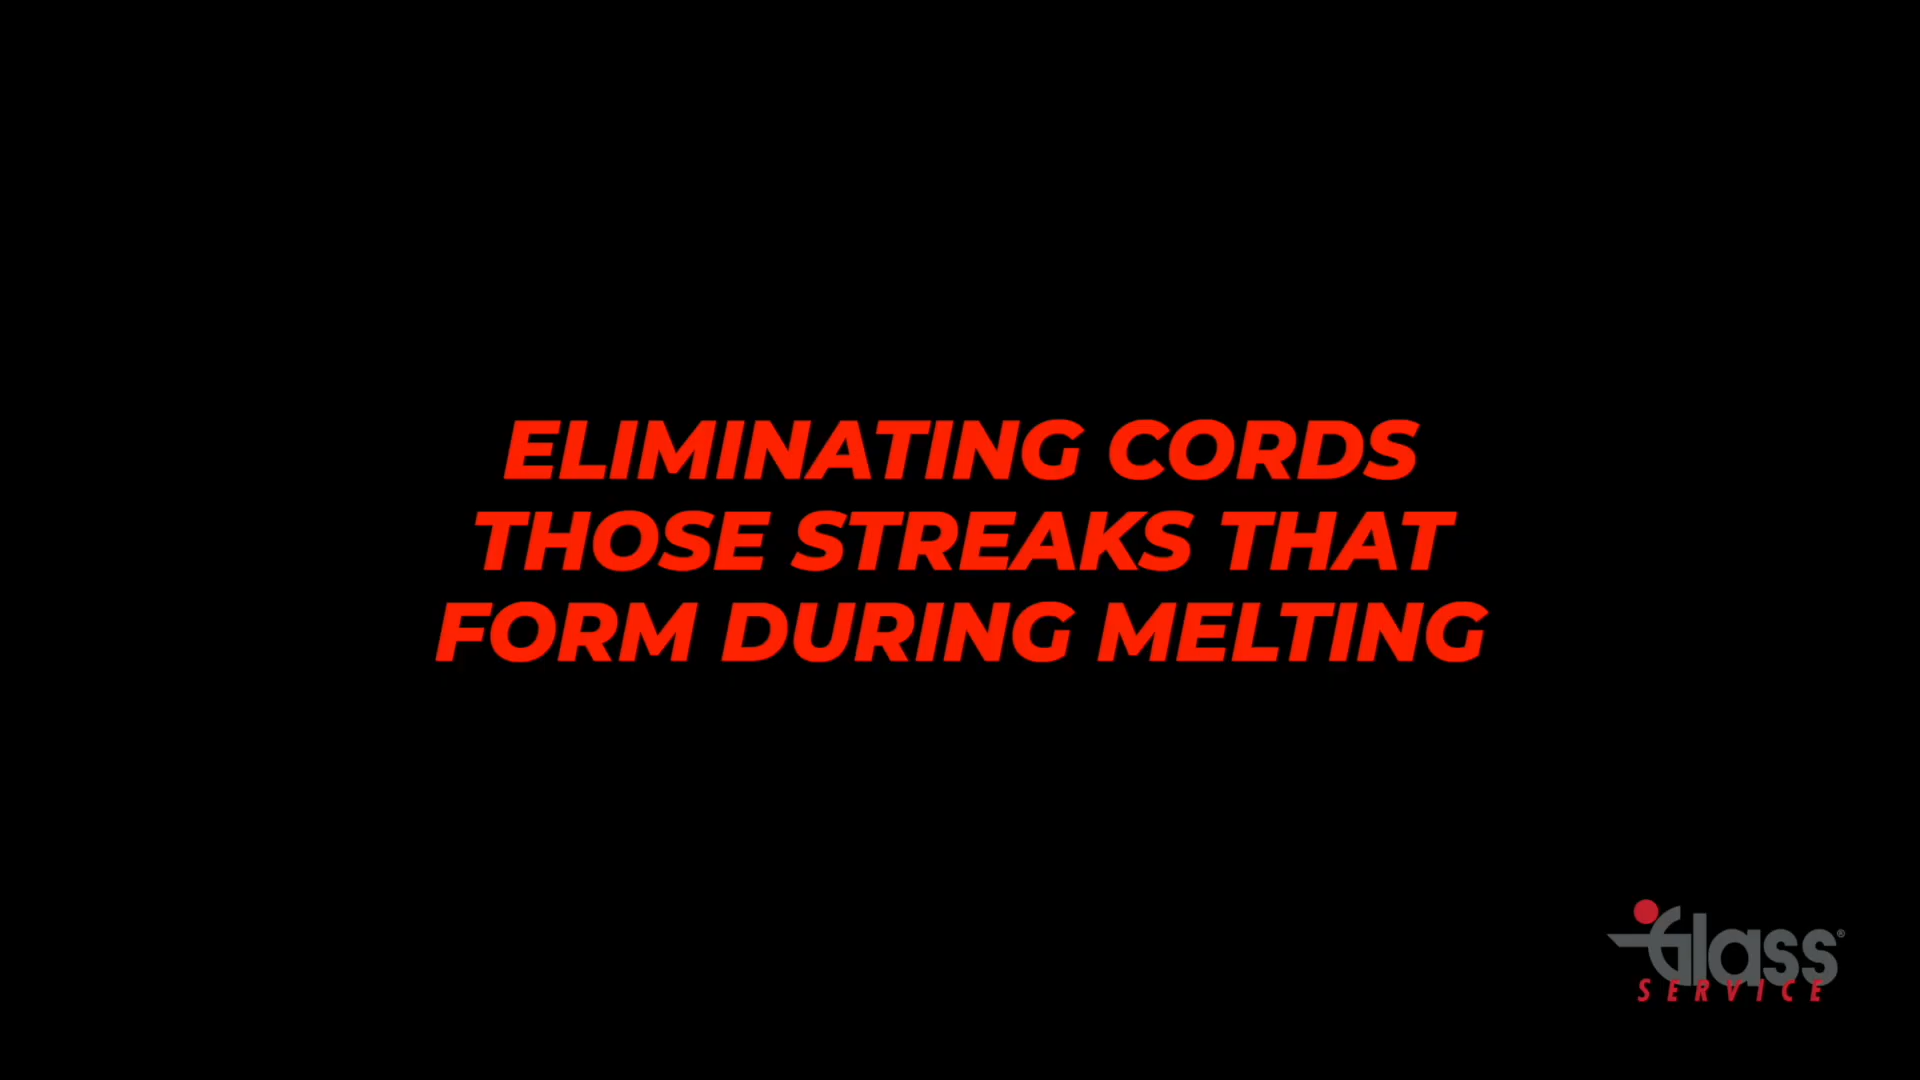 ELIMINATING CORDS
THOSE STREAKS THAT
FORM DURING MELTING
Glass®
SERVICE